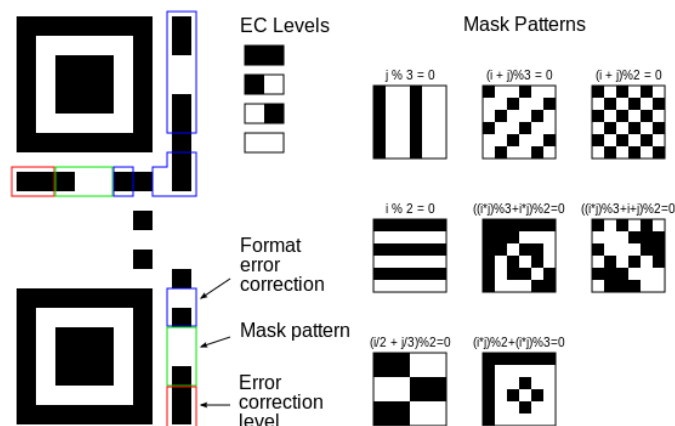 EC Levels
Mask Patterns
j % 3 = 0
(i + j)%3 = 0
(i + j)%2 = 0
i % 2 = 0
((i*j)%3+i*j)%2=0
((i*j)%3+i+j)%2=0
(i/2 + j/3)%2=0
(i*j)%2+(i*j)%3=0
Format
error
correction
Mask pattern
Error
correction
level